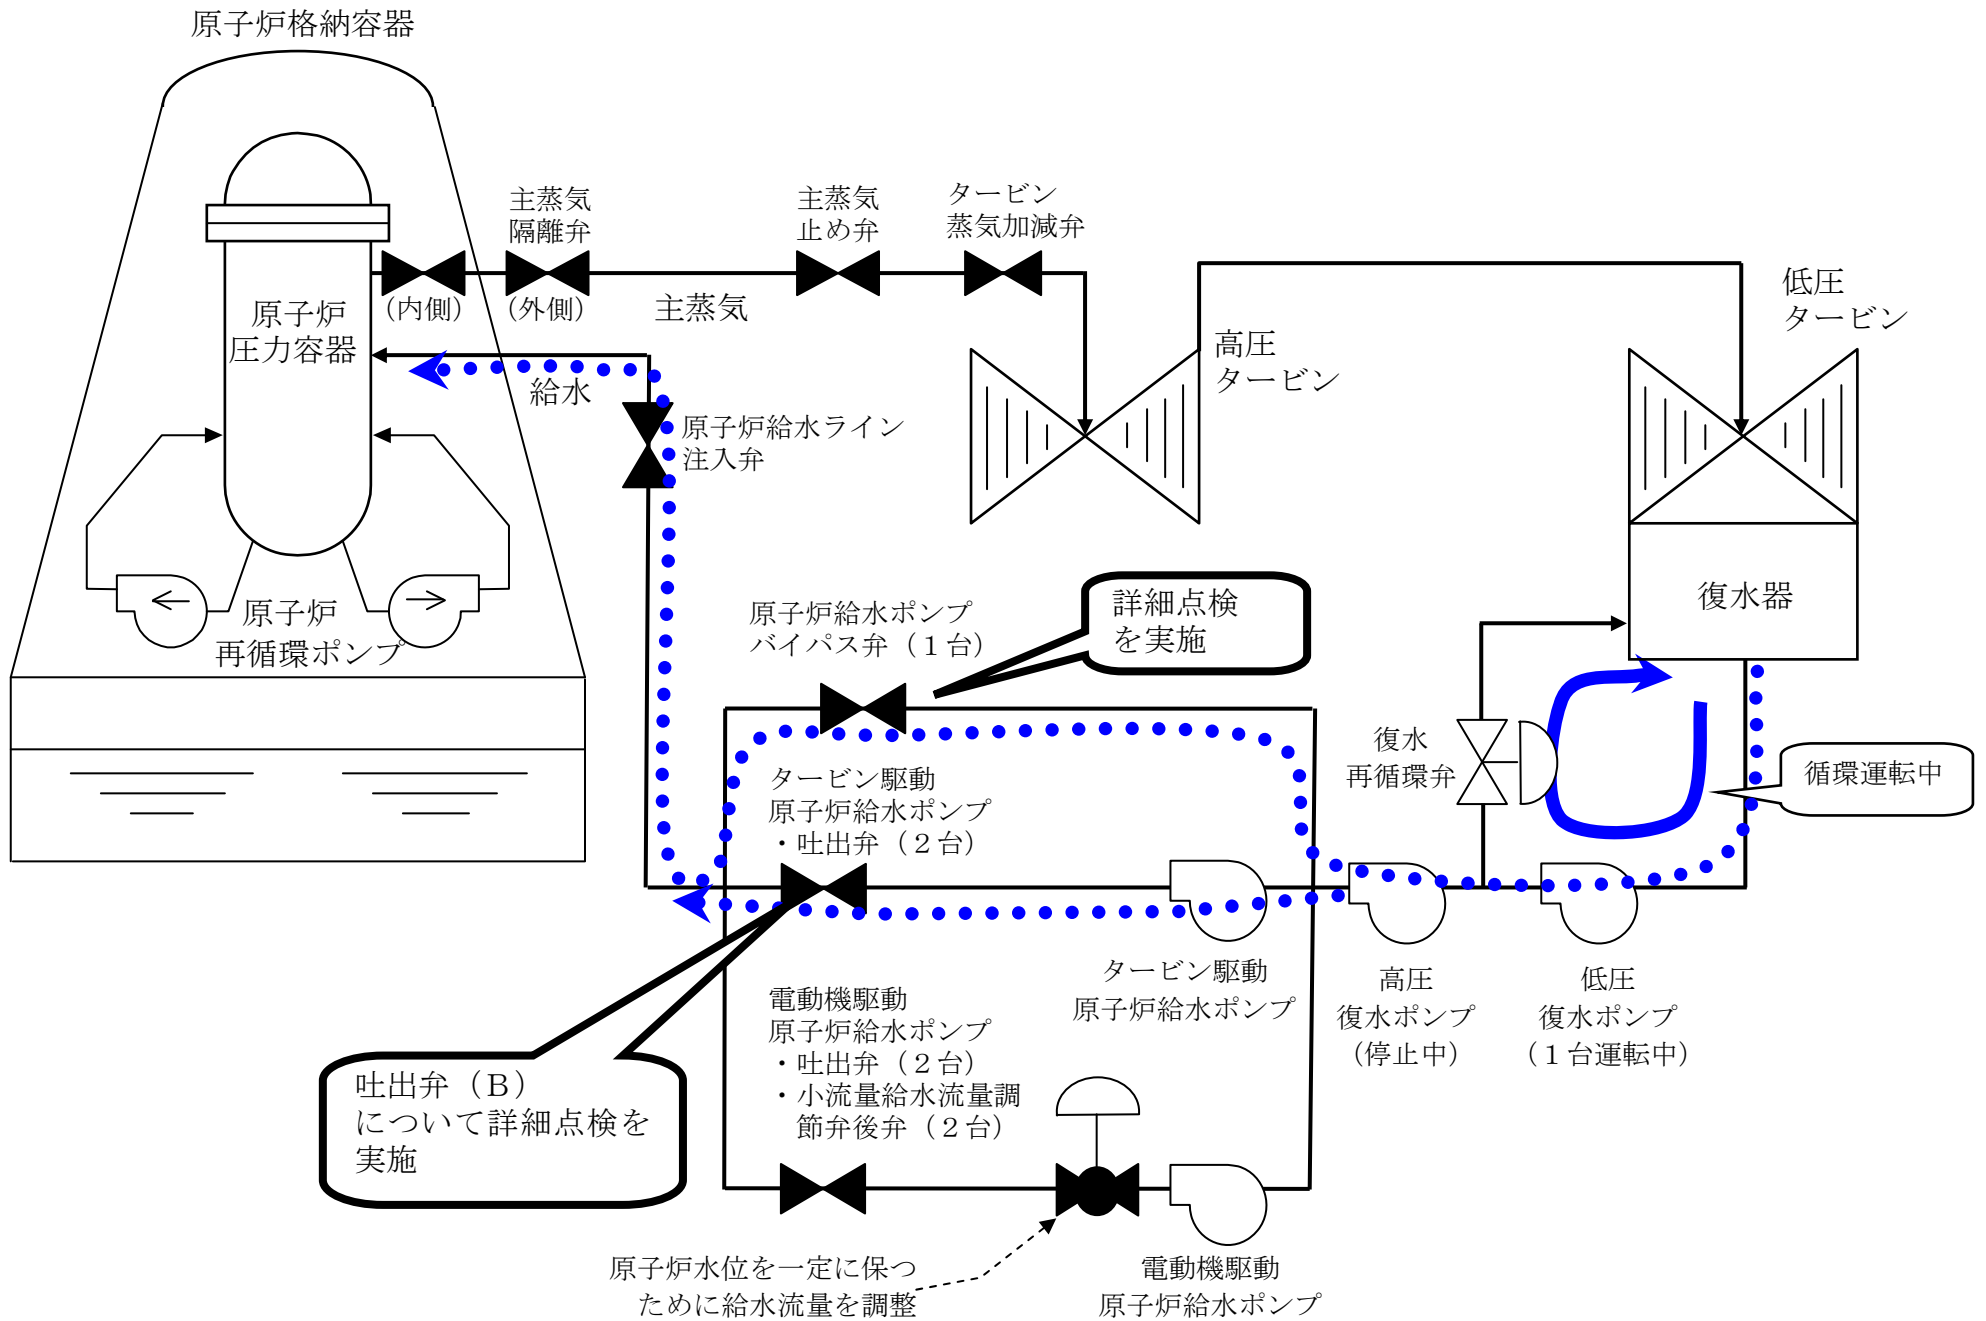 原子炉格納容器
主蒸気
隔離弁
主蒸気
止め弁
タービン
蒸気加減弁
低圧
タービン
(内側)
(外側)
主蒸気
原子炉
圧力容器
高圧
タービン
給水
原子炉給水ライン
注入弁
原子炉給水ポンプ
バイパス弁（１台）
詳細点検
を実施
復水器
原子炉
再循環ポンプ
復水
再循環弁
循環運転中
タービン駆動
原子炉給水ポンプ
・吐出弁（２台）
タービン駆動
原子炉給水ポンプ
高圧
復水ポンプ
（停止中）
低圧
復水ポンプ
（１台運転中）
電動機駆動
原子炉給水ポンプ
・吐出弁（２台）
・小流量給水流量調
節弁後弁（２台）
吐出弁（Ｂ）
について詳細点検を
実施
原子炉水位を一定に保つ
ために給水流量を調整
電動機駆動
原子炉給水ポンプ